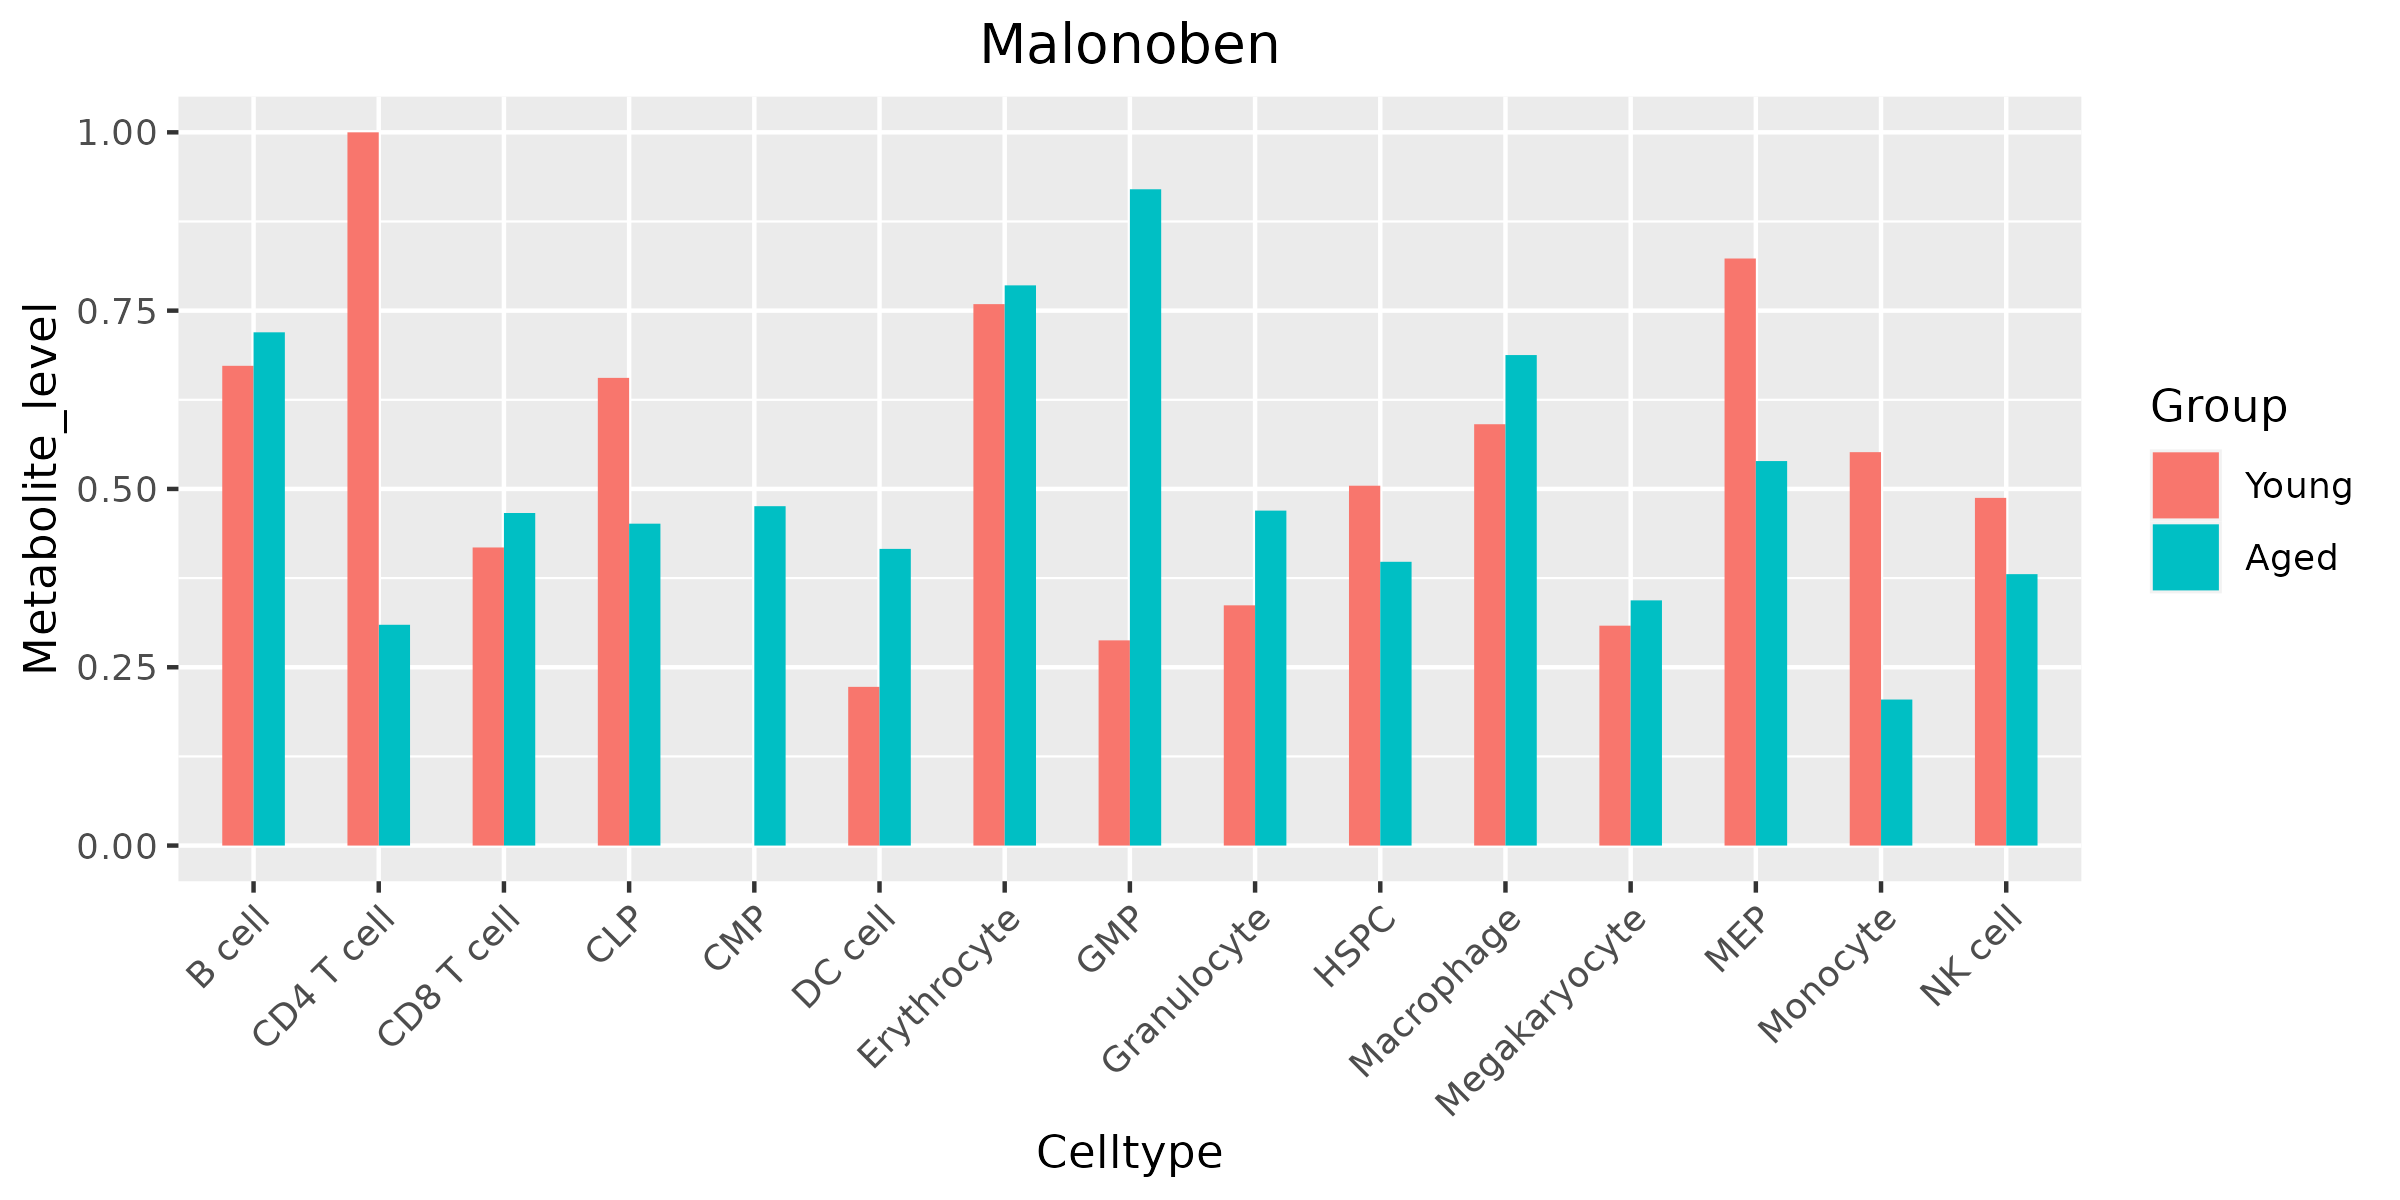 Malonoben
Metabolite_level
1.00
0.75
0.50
0.25
0.00
B cell
CD4 T cell
CD8 T cell
CLP
CMP
DC cell
Erythrocyte
GMP
Granulocyte
HSPC
Macrophage
Megakaryocyte
MEP
Monocyte
NK cell
Celltype
Group
Young
Aged